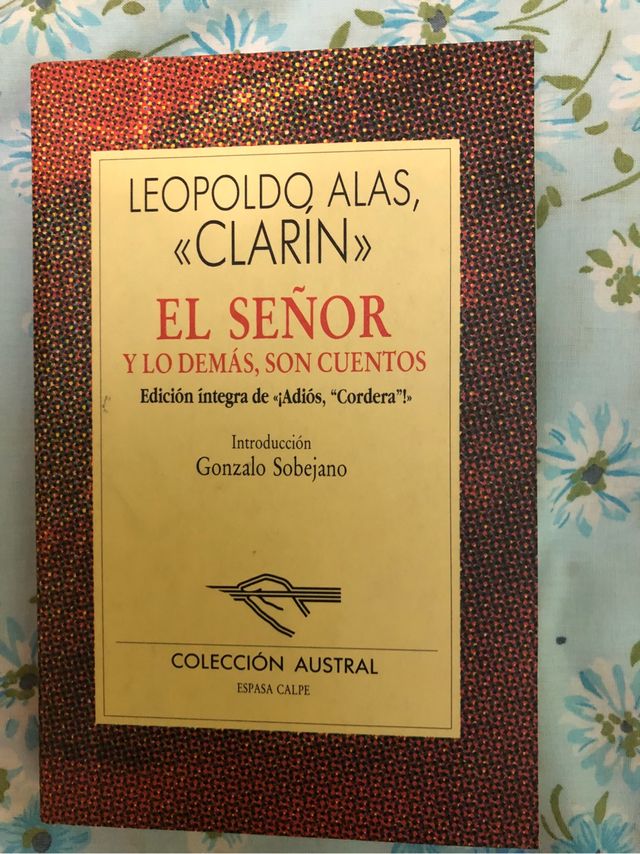 LEOPOLDO ALAS,
«CLARÍN»
EL SEÑOR
Y LO DEMÁS, SON CUENTOS
Edición íntegra de «¡Adiós, “Cordera”!»
Introducción
Gonzalo Sobejano
COLECCIÓN AUSTRAL
ESPASA CALPE